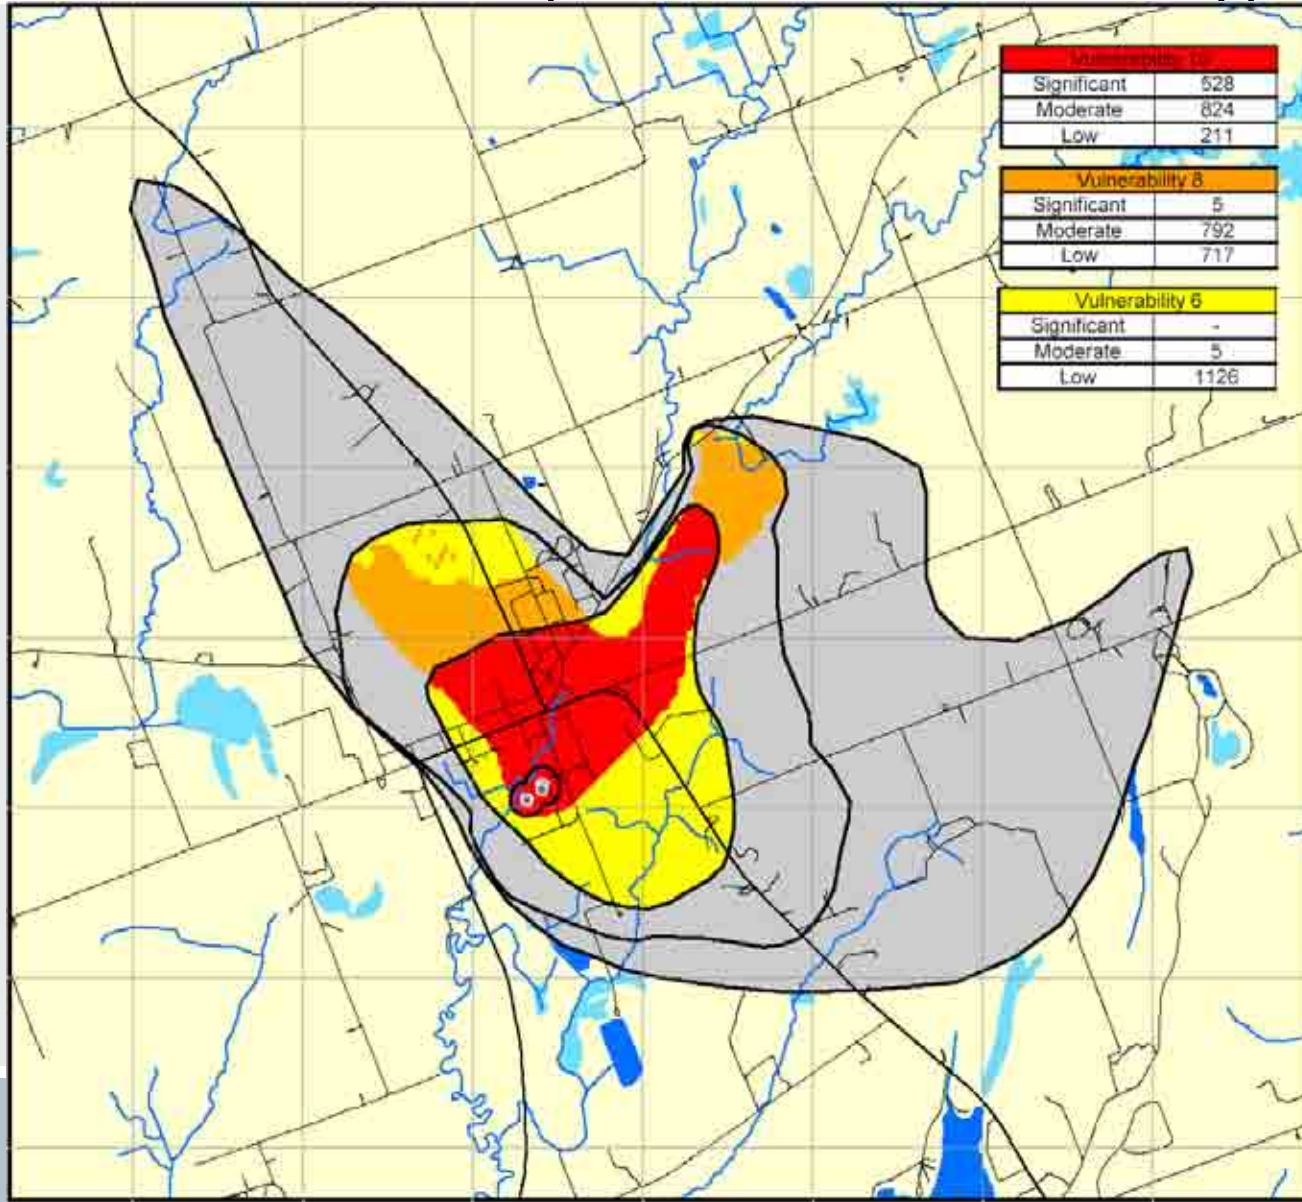 Vulnerability 10
Significant 528
Moderate 824
Low 211
Vulnerability 8
Significant 5
Moderate 792
Low 717
Vulnerability 6
Significant -
Moderate 5
Low 1126